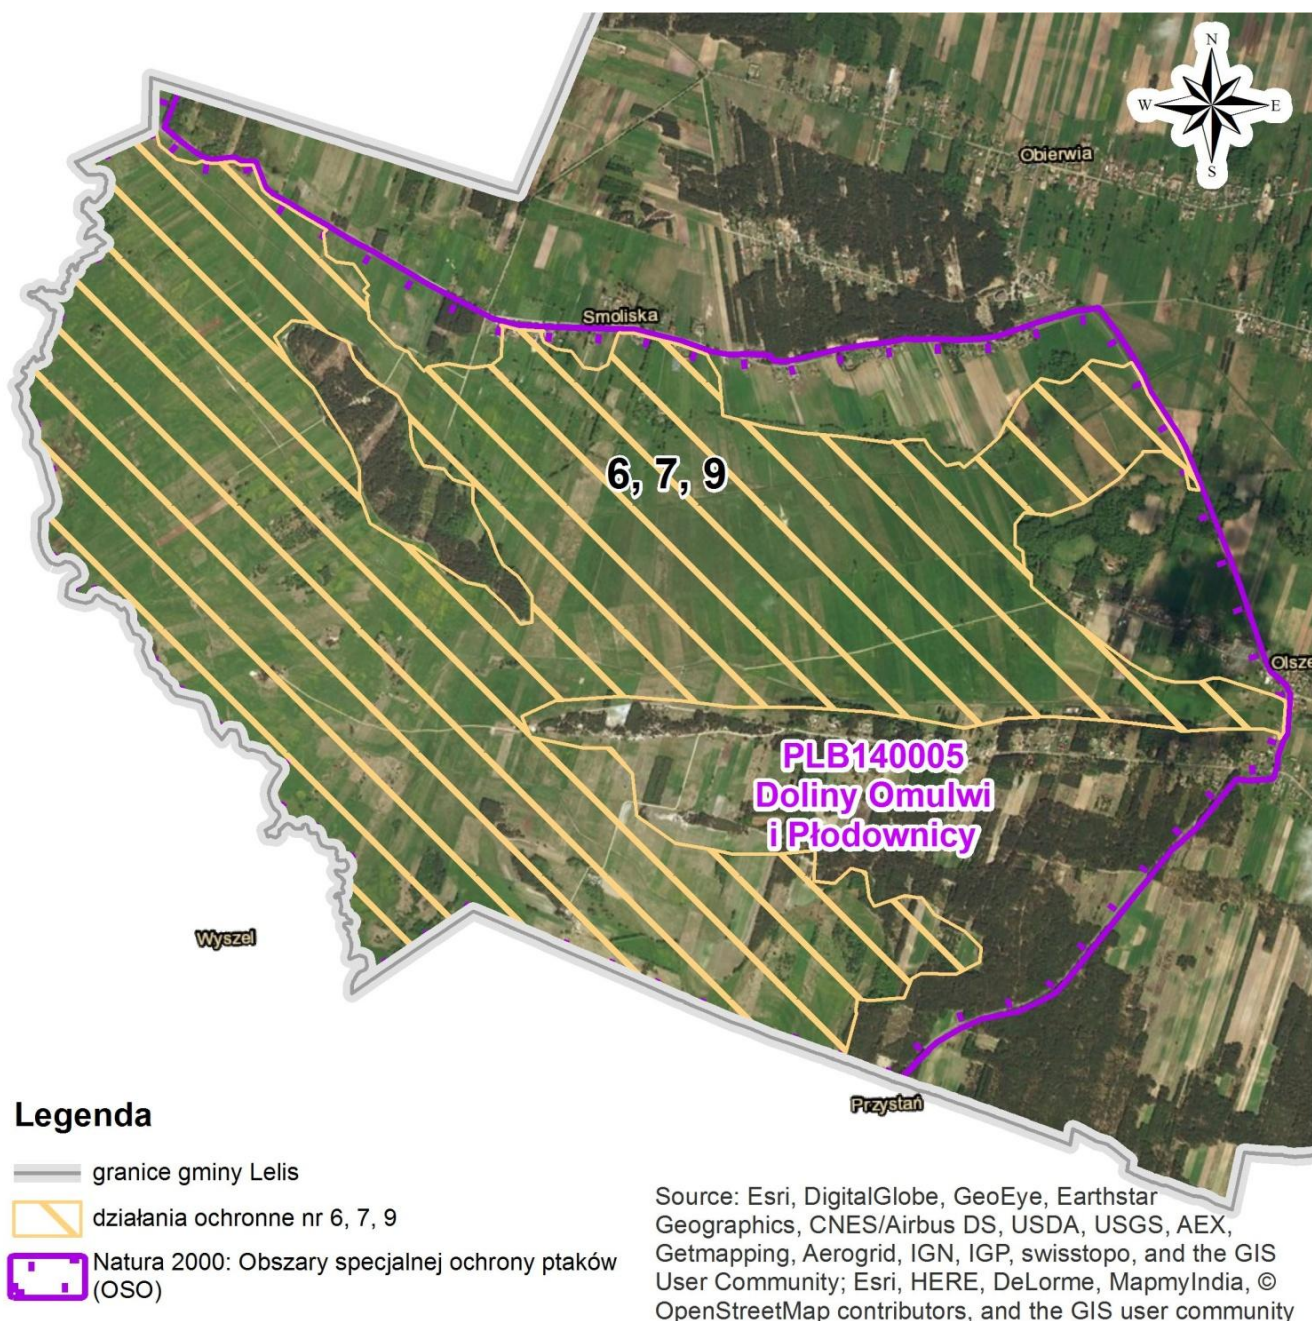 N
W E
S
Obierwia
Smoliska
6, 7, 9
Olsze
PLB140005
Doliny Omulwi
i Płodownicy
Wyszel
Przystań
Legenda
granice gminy Lelis
działania ochronne nr 6, 7, 9
Natura 2000: Obszary specjalnej ochrony ptaków
(OSO)
Source: Esri, DigitalGlobe, GeoEye, Earthstar
Geographics, CNES/Airbus DS, USDA, USGS, AEX,
Getmapping, Aerogrid, IGN, IGP, swisstopo, and the GIS
User Community; Esri, HERE, DeLorme, MapmyIndia, ©
OpenStreetMap contributors, and the GIS user community